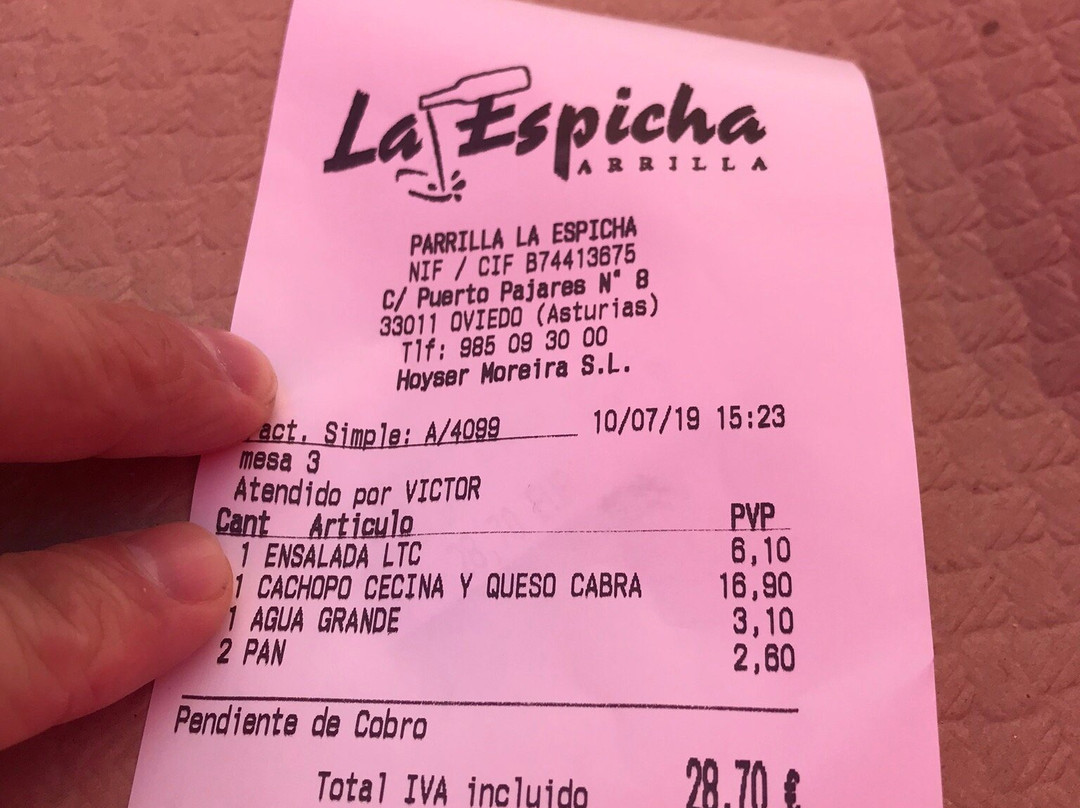 La Espicha
ARRILLA
PARRILLA LA ESPICHA
NIF / CIF B74413675
C/ Puerto Pajares N° 8
33011 OVIEDO (Asturias)
Tlf: 985 09 30 00
Hoyser Moreira S.L.
act. Simple: A/4099 10/07/19 15:23
mesa 3
Atendido por VICTOR
Cant Articulo PVP
1 ENSALADA LTC 6,10
1 CACHOPO CECINA Y QUESO CABRA 16,90
1 AGUA GRANDE 3,10
2 PAN 2,60
Pendiente de Cobro
Total IVA incluido 28,70 €